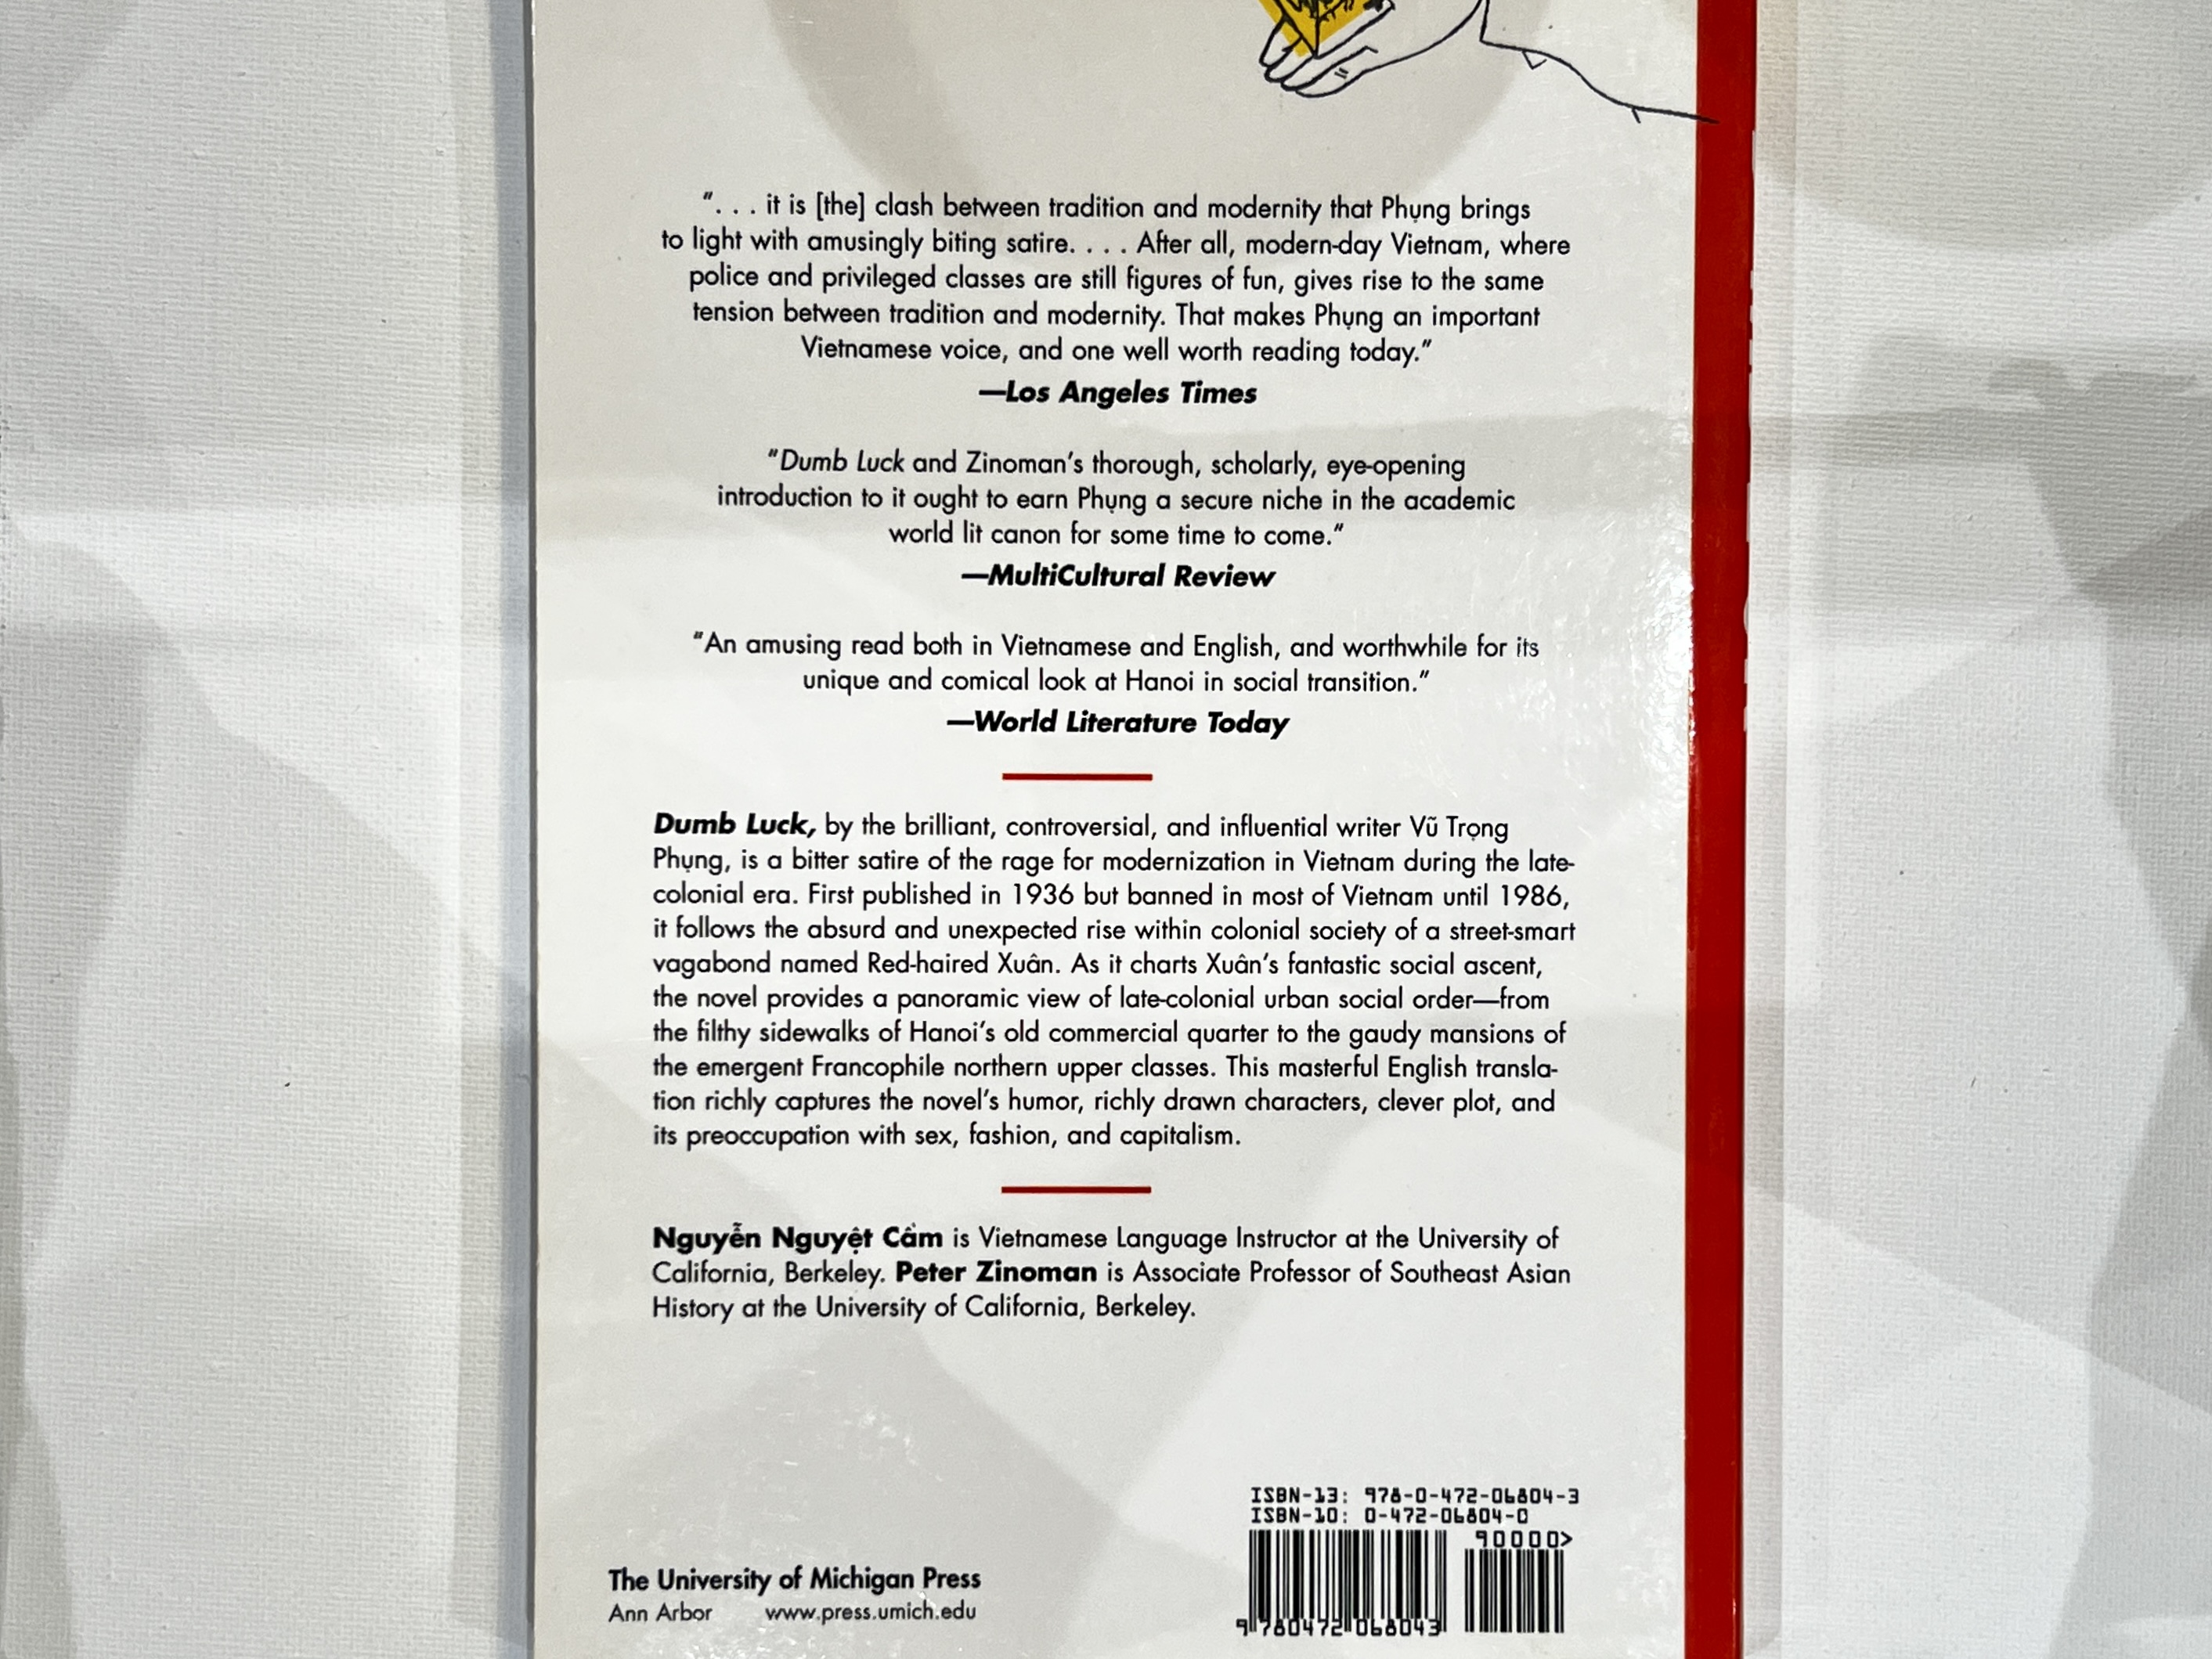 ". . . it is [the] clash between tradition and modernity that Phụng brings
to light with amusingly biting satire. . . . After all, modern-day Vietnam, where
police and privileged classes are still figures of fun, gives rise to the same
tension between tradition and modernity. That makes Phụng an important
Vietnamese voice, and one well worth reading today."
—Los Angeles Times
"Dumb Luck and Zinoman's thorough, scholarly, eye-opening
introduction to it ought to earn Phụng a secure niche in the academic
world lit canon for some time to come."
—MultiCultural Review
"An amusing read both in Vietnamese and English, and worthwhile for its
unique and comical look at Hanoi in social transition."
—World Literature Today
Dumb Luck, by the brilliant, controversial, and influential writer Vũ Trọng
Phụng, is a bitter satire of the rage for modernization in Vietnam during the late-
colonial era. First published in 1936 but banned in most of Vietnam until 1986,
it follows the absurd and unexpected rise within colonial society of a street-smart
vagabond named Red-haired Xuân. As it charts Xuân's fantastic social ascent,
the novel provides a panoramic view of late-colonial urban social order—from
the filthy sidewalks of Hanoi's old commercial quarter to the gaudy mansions of
the emergent Francophile northern upper classes. This masterful English transla-
tion richly captures the novel's humor, richly drawn characters, clever plot, and
its preoccupation with sex, fashion, and capitalism.
Nguyễn Nguyệt Cầm is Vietnamese Language Instructor at the University of
California, Berkeley. Peter Zinoman is Associate Professor of Southeast Asian
History at the University of California, Berkeley.
ISBN-13: 978-0-472-06804-3
ISBN-10: 0-472-06804-0
90000>
9 780472 068043
The University of Michigan Press
Ann Arbor www.press.umich.edu